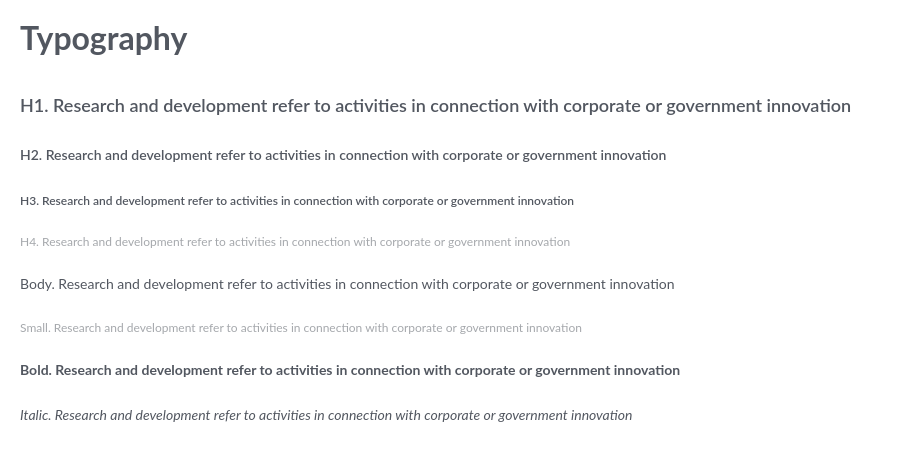 Typography
H1. Research and development refer to activities in connection with corporate or government innovation
H2. Research and development refer to activities in connection with corporate or government innovation
H3. Research and development refer to activities in connection with corporate or government innovation
H4. Research and development refer to activities in connection with corporate or government innovation
Body. Research and development refer to activities in connection with corporate or government innovation
Small. Research and development refer to activities in connection with corporate or government innovation
Bold. Research and development refer to activities in connection with corporate or government innovation
Italic. Research and development refer to activities in connection with corporate or government innovation